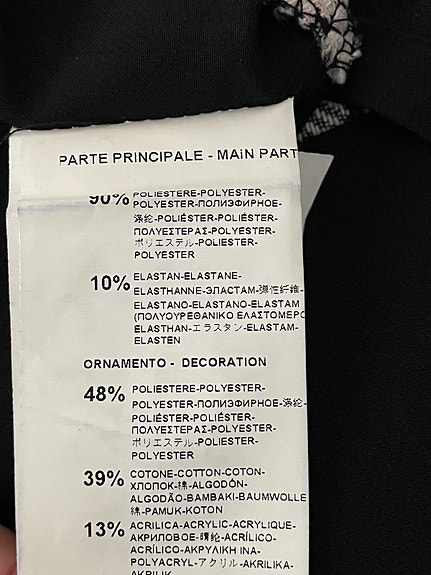 PARTE PRINCIPALE - MAiN PART
90% POLIESTERE-POLYESTER-
POLYESTER-ПОЛИЭФИРНОЕ-
涤纶-POLIÉSTER-POLIÉSTER-
ΠΟΛΥΕΣΤΕΡΑΣ-POLYESTER-
ポリエステル-POLIESTER-
POLYESTER
10% ELASTAN-ELASTANE-
ELASTHANNE-ЭЛАСТАМ-弹性纤维-
ELASTANO-ELASTANO-ELASTAM
(ΠΟΛΥΟΥΡΕΘΑΝΙΚΟ ΕΛΑΣΤΟΜΕΡΟ
ELASTHAN-エラスタン-ELASTAM-
ELASTEN
ORNAMENTO - DECORATION
48% POLIESTERE-POLYESTER-
POLYESTER-ПОЛИЭФИРНОЕ-涤纶-
POLIÉSTER-POLIÉSTER-
ΠΟΛΥΕΣΤΕΡΑΣ-POLYESTER-
ポリエステル-POLIESTER-
POLYESTER
39% COTONE-COTTON-COTON-
ХЛОПОК-棉-ALGODÓN-
ALGODÃO-BAMBAKI-BAUMWOLLE
綿-PAMUK-KOTON
13% ACRILICA-ACRYLIC-ACRYLIQUE-
АКРИЛОВОЕ-腈纶-ACRÍLICO-
ACRÍLICO-ΑΚΡΥΛΙΚΗ ΙΝΑ-
POLYACRYL-アクリル-AKRILIKA-
AKRILIK